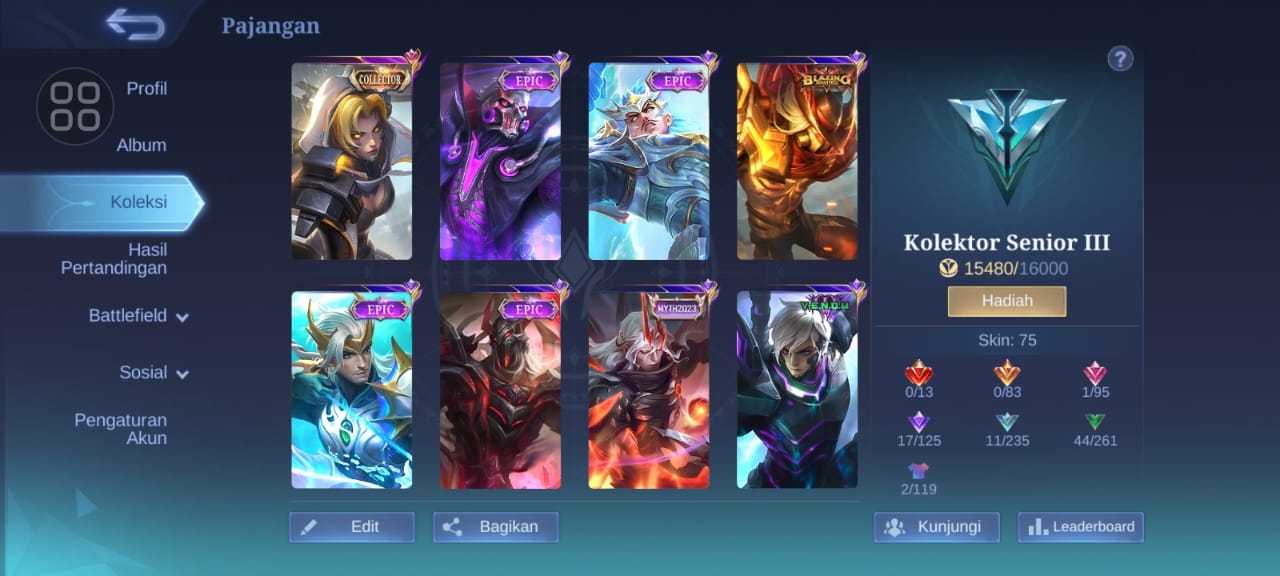 Pajangan
?
Profil
Album
Koleksi
Hasil
Pertandingan
Battlefield
Sosial
Pengaturan
Akun
COLLECTOR
EPIC
EPIC
BLAZING
EPIC
EPIC
MYTH2023
V.E.N.O.M.
Edit
Bagikan
Kolektor Senior III
15480/16000
Hadiah
Skin: 75
0/13
0/83
1/95
17/125
11/235
44/261
2/119
Kunjungi
Leaderboard